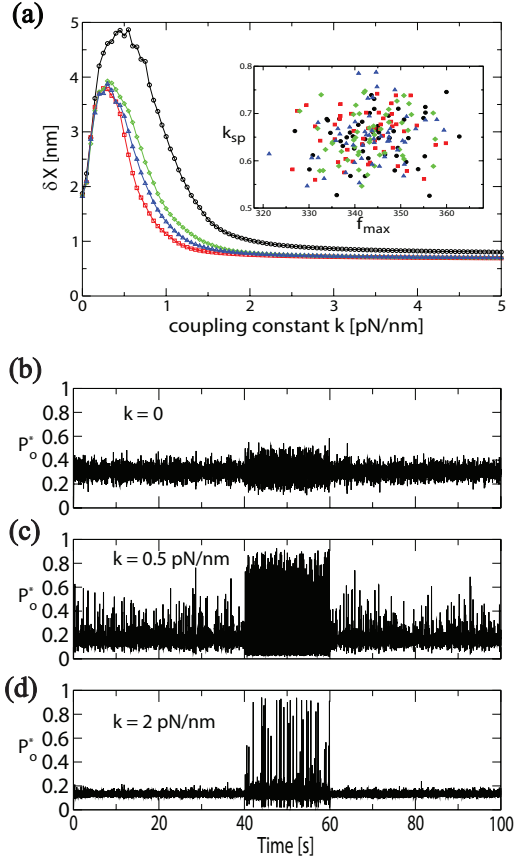 (a)
5
4
3
2
1
0
δX [nm]
0 1 2 3 4 5
coupling constant k [pN/nm]
0.8
0.7
0.6
0.5
k_sp
320 330 340 350 360
f_max
(b)
1
0.8
0.6
0.4
0.2
0
P_o^*
k = 0
(c)
1
0.8
0.6
0.4
0.2
0
P_o^*
k = 0.5 pN/nm
(d)
1
0.8
0.6
0.4
0.2
0
P_o^*
k = 2 pN/nm
0 20 40 60 80 100
Time [s]